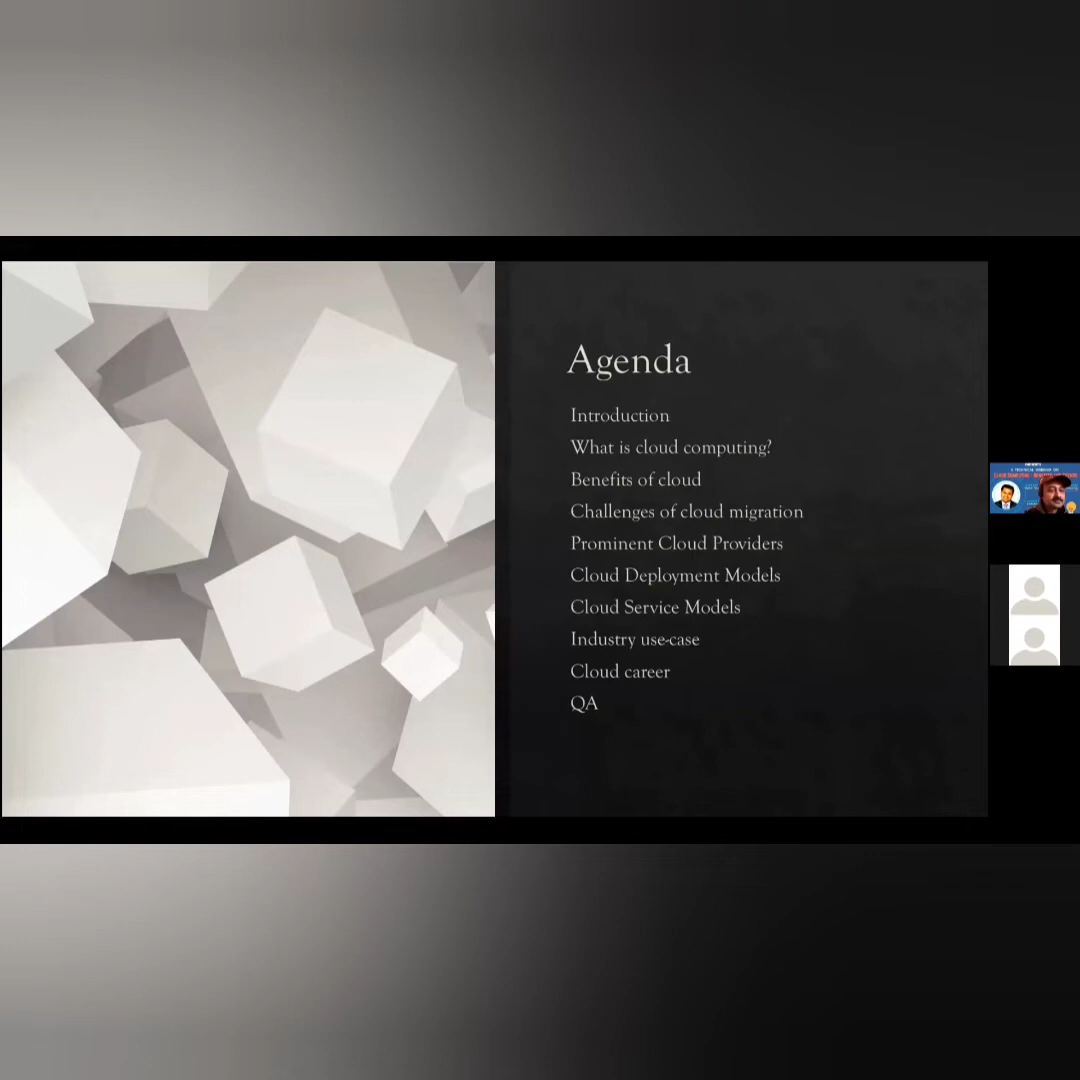 Agenda
Introduction
What is cloud computing?
Benefits of cloud
Challenges of cloud migration
Prominent Cloud Providers
Cloud Deployment Models
Cloud Service Models
Industry use-case
Cloud career
QA